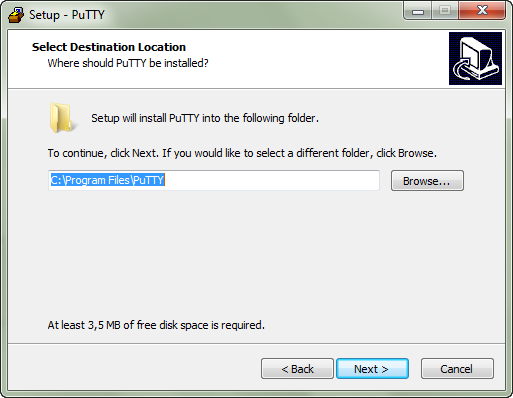 Setup - PuTTY
Select Destination Location
Where should PuTTY be installed?
Setup will install PuTTY into the following folder.
To continue, click Next. If you would like to select a different folder, click Browse.
C:\Program Files\PuTTY
Browse...
At least 3,5 MB of free disk space is required.
< Back
Next >
Cancel